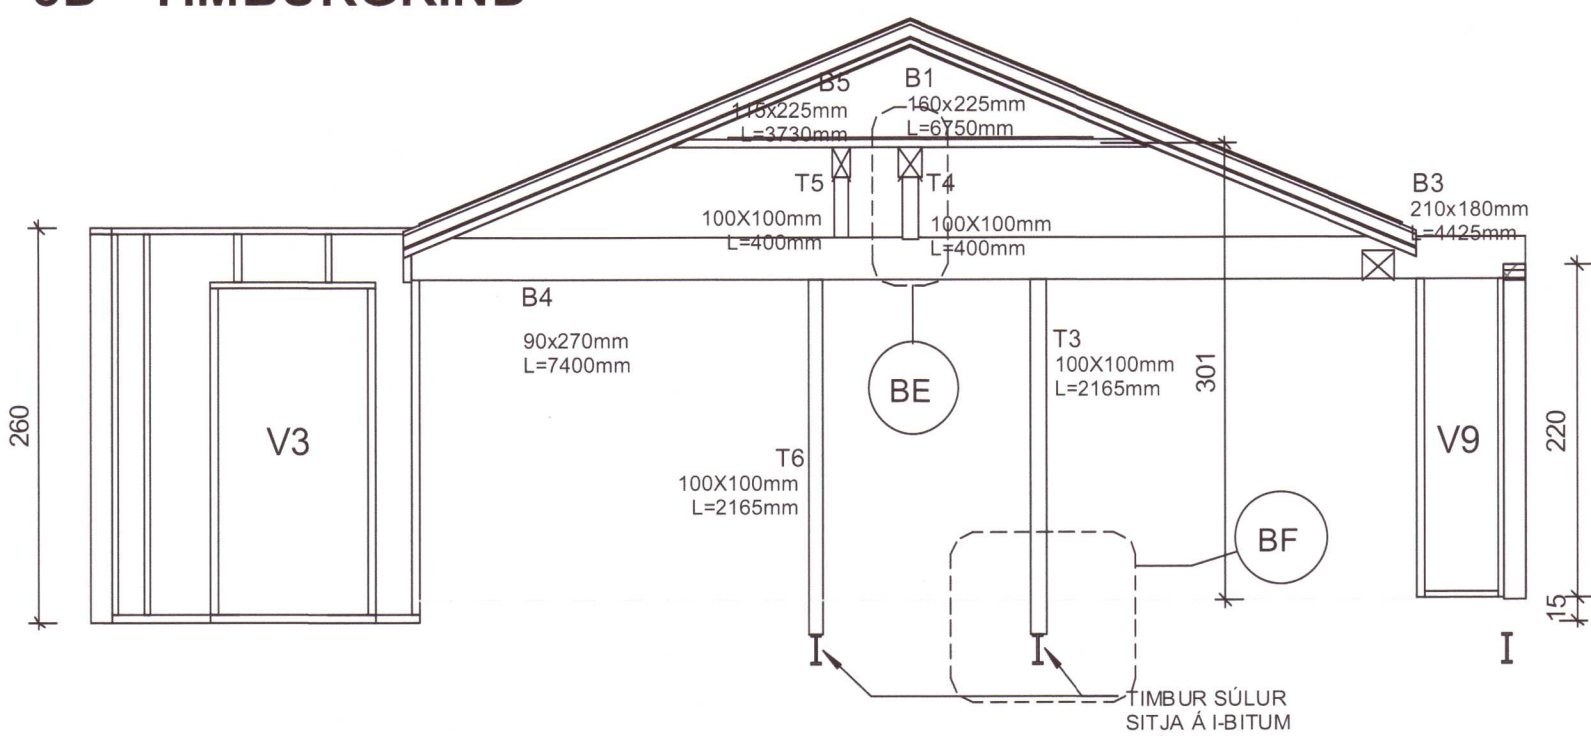 TIMBURGRIND
B5
115x225mm
L=3730mm
B1
160x225mm
L=6750mm
T5
100X100mm
L=400mm
T4
100X100mm
L=400mm
B3
210x180mm
L=4425mm
B4
90x270mm
L=7400mm
T3
100X100mm
L=2165mm
301
BE
260
V3
V9
220
T6
100X100mm
L=2165mm
BF
15
TIMBUR SÚLUR
SITJA Á I-BITUM